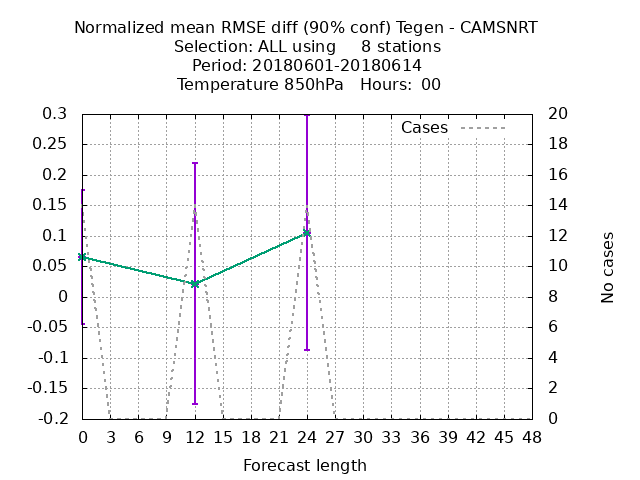 Normalized mean RMSE diff (90% conf) Tegen - CAMSNRT
Selection: ALL using     8 stations
Period: 20180601-20180614
Temperature 850hPa   Hours:  00
Cases
0.3
0.25
0.2
0.15
0.1
0.05
0
-0.05
-0.1
-0.15
-0.2
20
18
16
14
12
10
8
6
4
2
0
No cases
0 3 6 9 12 15 18 21 24 27 30 33 36 39 42 45 48
Forecast length